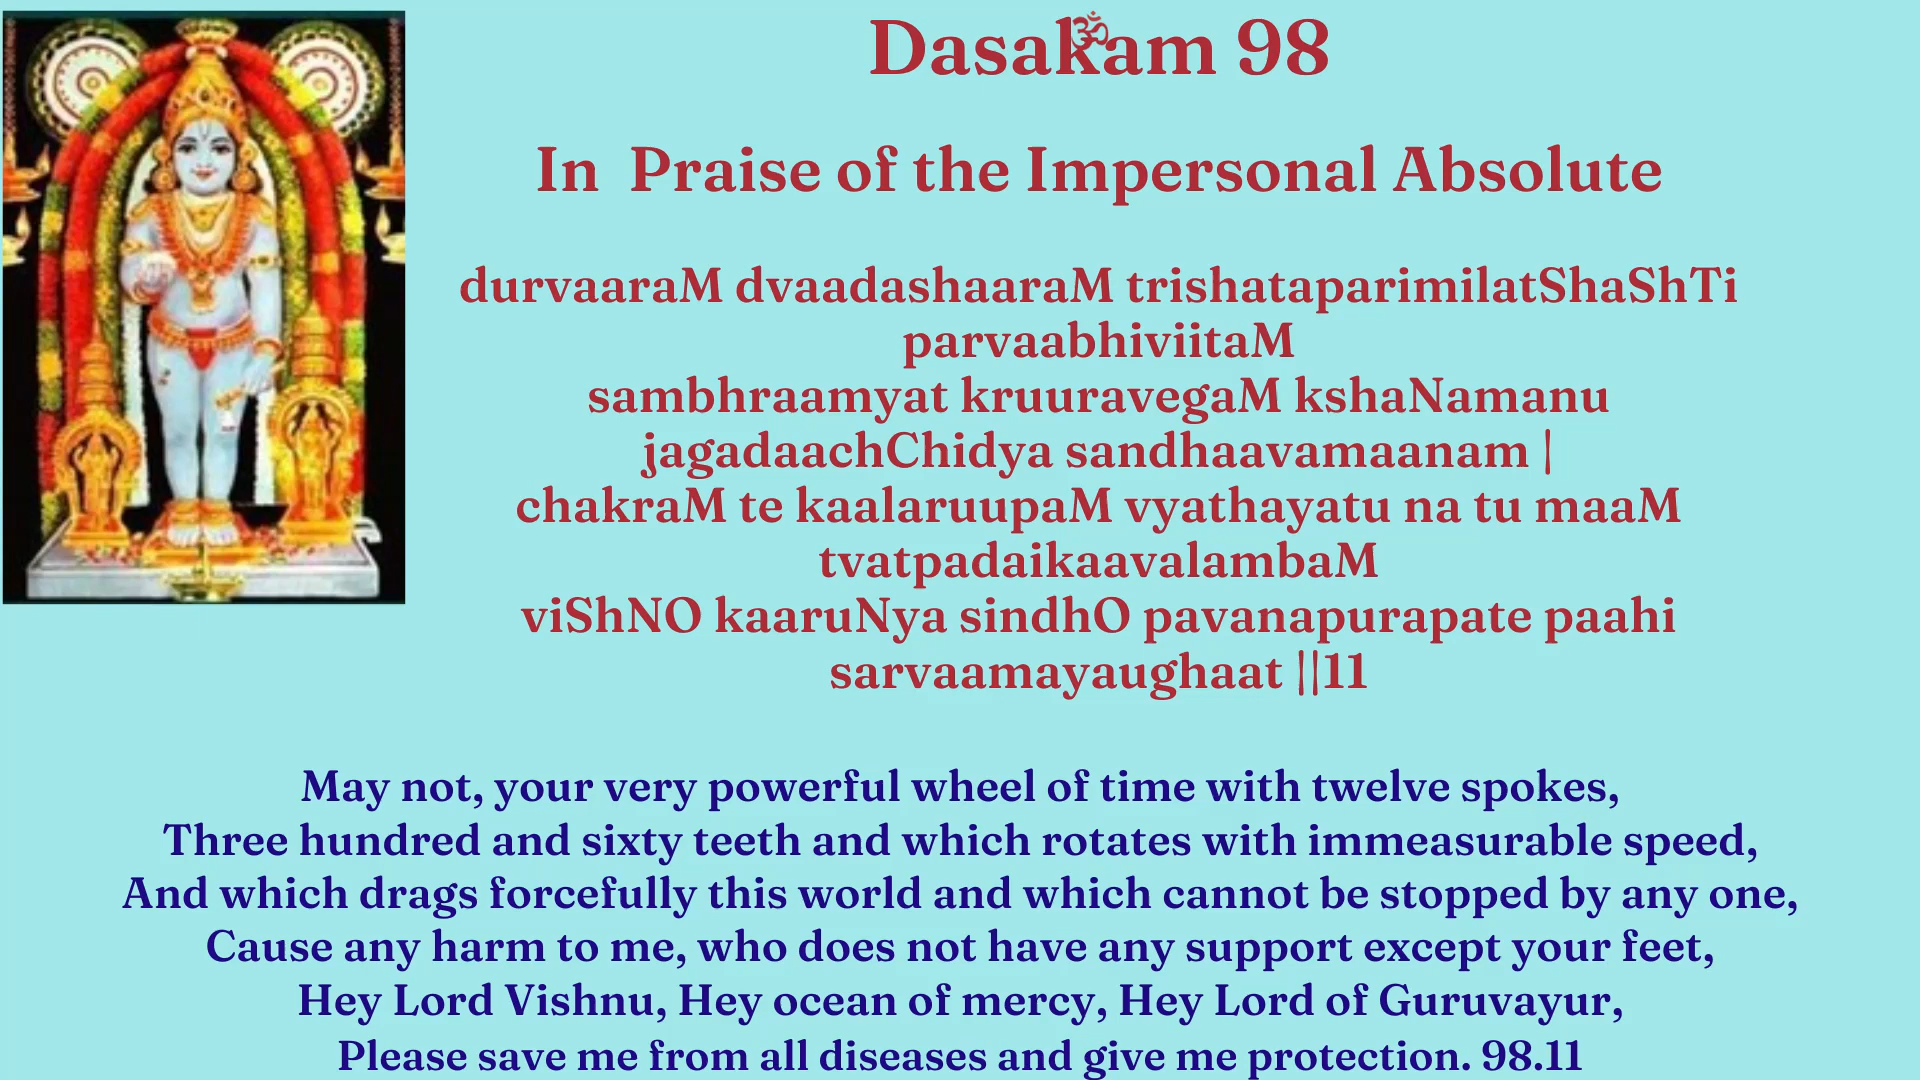 ॐ
Dasakam 98
In Praise of the Impersonal Absolute
durvaaraM dvaadashaaraM trishataparimilatShaShTi
parvaabhiviitaM
sambhraamyat kruuravegaM kshaNamanu
jagadaachChidya sandhaavamaanam |
chakraM te kaalaruupaM vyathayatu na tu maaM
tvatpadaikaavalambaM
viShNO kaaruNya sindhO pavanapurapate paahi
sarvaamayaughaat ||11
May not, your very powerful wheel of time with twelve spokes,
Three hundred and sixty teeth and which rotates with immeasurable speed,
And which drags forcefully this world and which cannot be stopped by any one,
Cause any harm to me, who does not have any support except your feet,
Hey Lord Vishnu, Hey ocean of mercy, Hey Lord of Guruvayur,
Please save me from all diseases and give me protection. 98.11